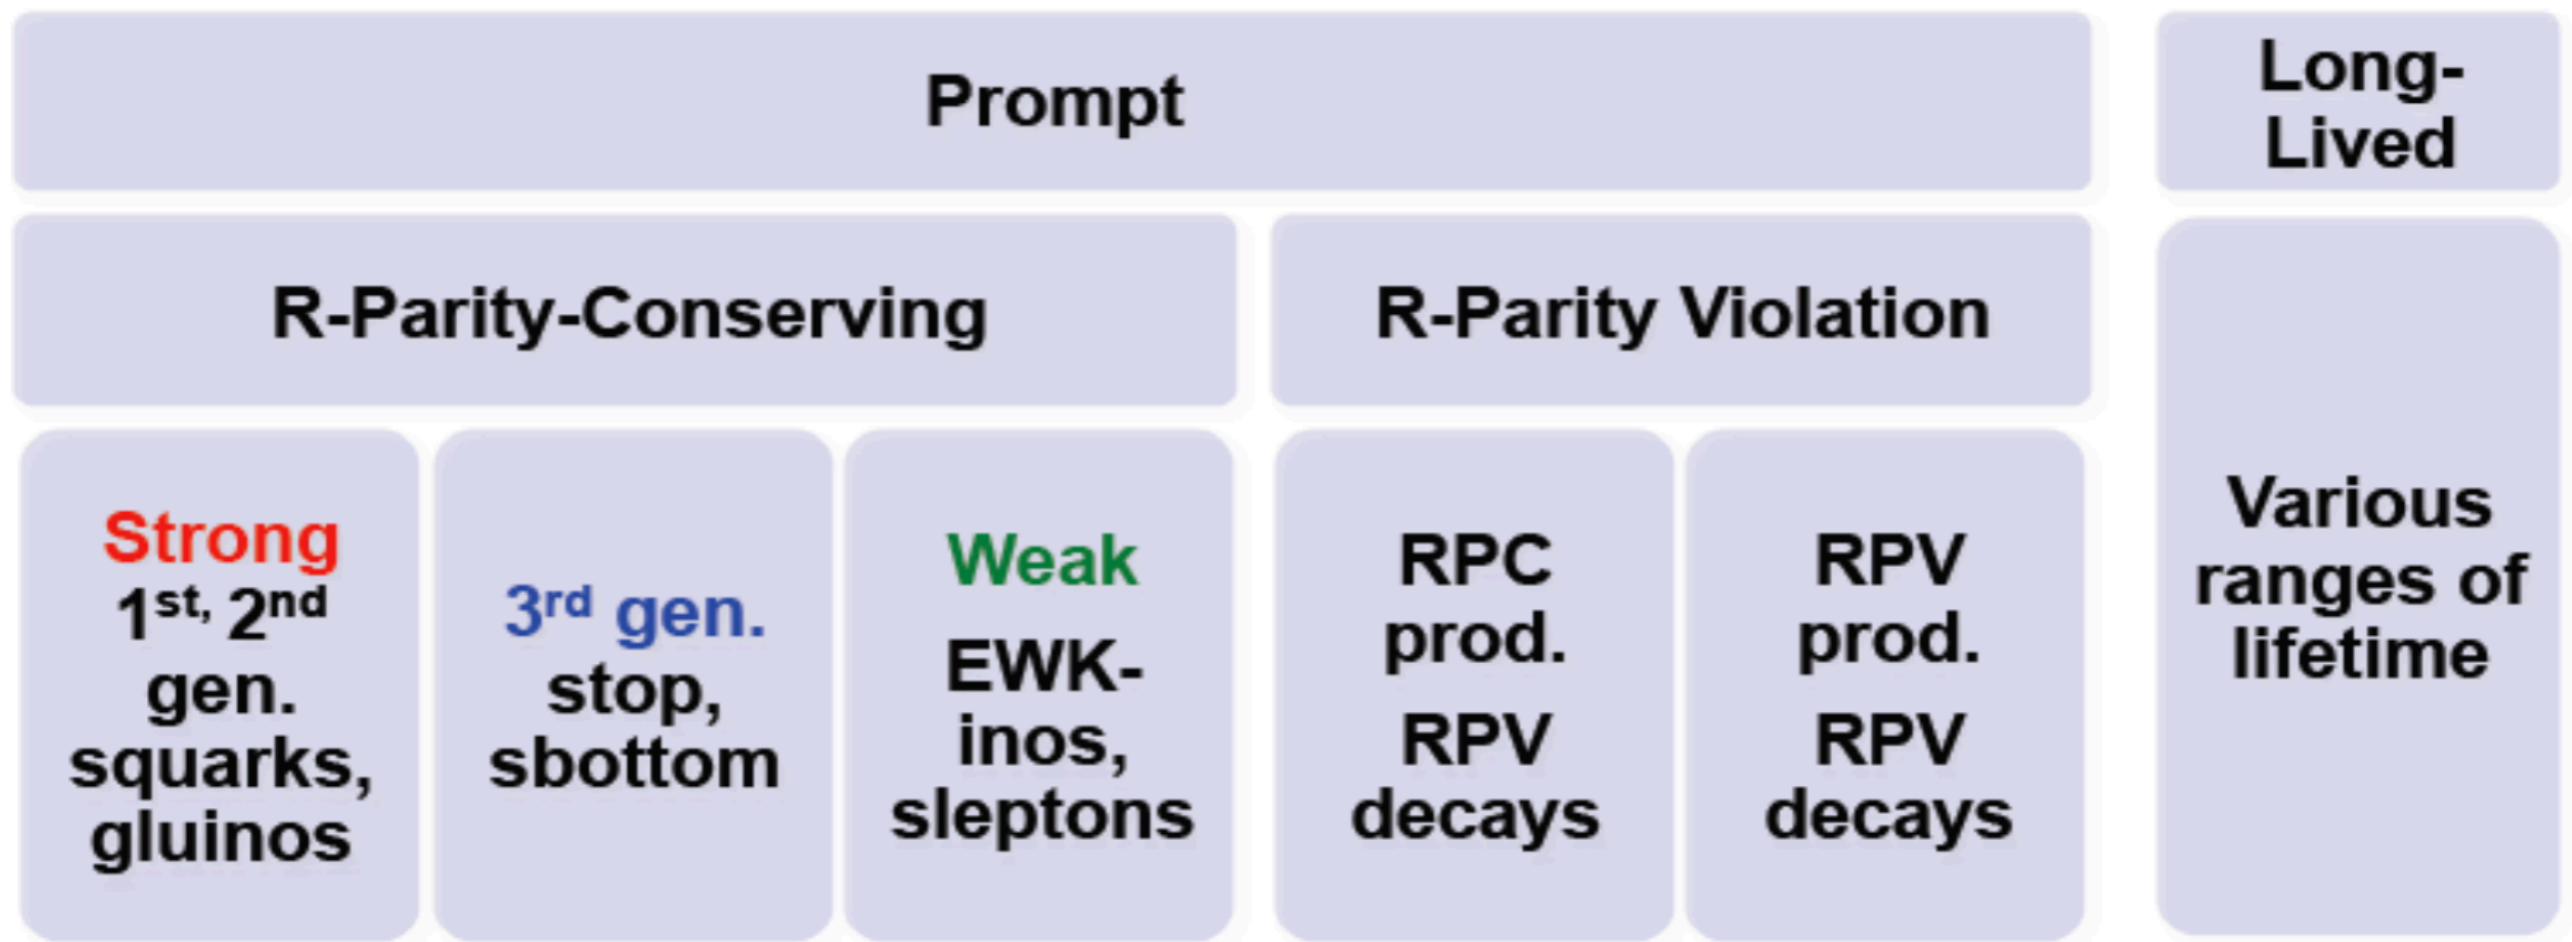 Prompt
Long-
Lived
R-Parity-Conserving
R-Parity Violation
Strong
1st, 2nd
gen.
squarks,
gluinos
3rd gen.
stop,
sbottom
Weak
EWK-
inos,
sleptons
RPC
prod.
RPV
decays
RPV
prod.
RPV
decays
Various
ranges of
lifetime